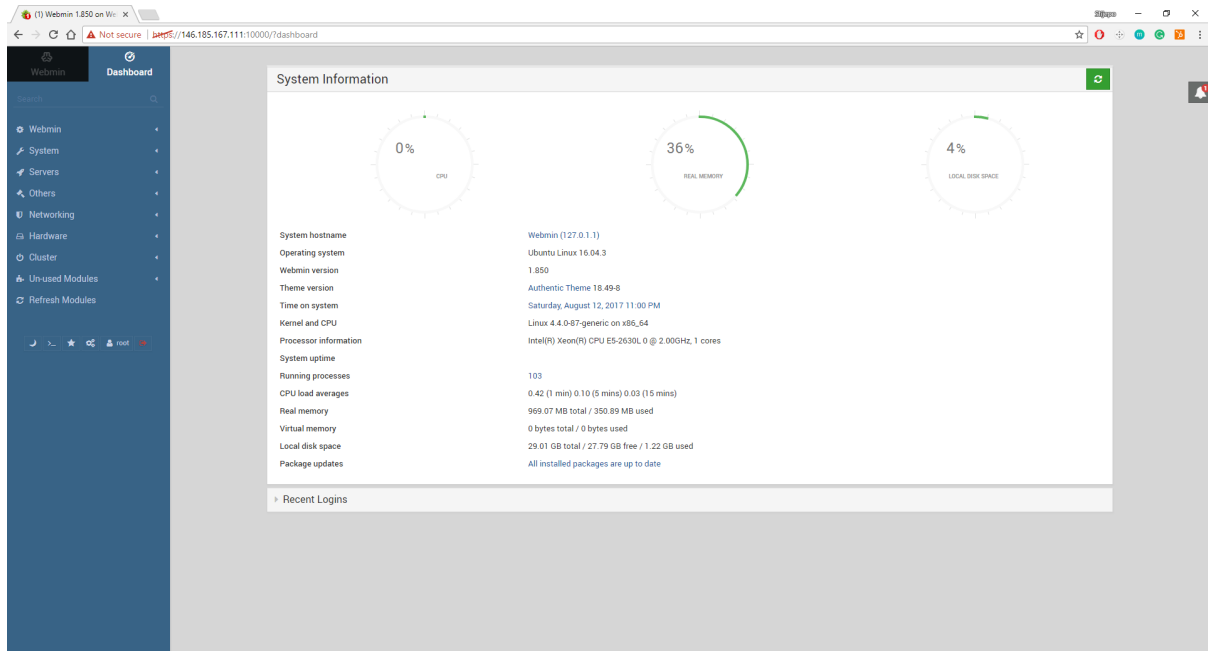 (1) Webmin 1.850 on We
Not secure | https://146.185.167.111:10000/?dashboard
Webmin Dashboard
Search
Webmin
System
Servers
Others
Networking
Hardware
Cluster
Un-used Modules
Refresh Modules
root
System Information
0% 36% 4%
CPU REAL MEMORY LOCAL DISK SPACE
System hostname Webmin (127.0.1.1)
Operating system Ubuntu Linux 16.04.3
Webmin version 1.850
Theme version Authentic Theme 18.49-8
Time on system Saturday, August 12, 2017 11:00 PM
Kernel and CPU Linux 4.4.0-87-generic on x86_64
Processor information Intel(R) Xeon(R) CPU E5-2630L 0 @ 2.00GHz, 1 cores
System uptime
Running processes 103
CPU load averages 0.42 (1 min) 0.10 (5 mins) 0.03 (15 mins)
Real memory 969.07 MB total / 350.89 MB used
Virtual memory 0 bytes total / 0 bytes used
Local disk space 29.01 GB total / 27.79 GB free / 1.22 GB used
Package updates All installed packages are up to date
Recent Logins